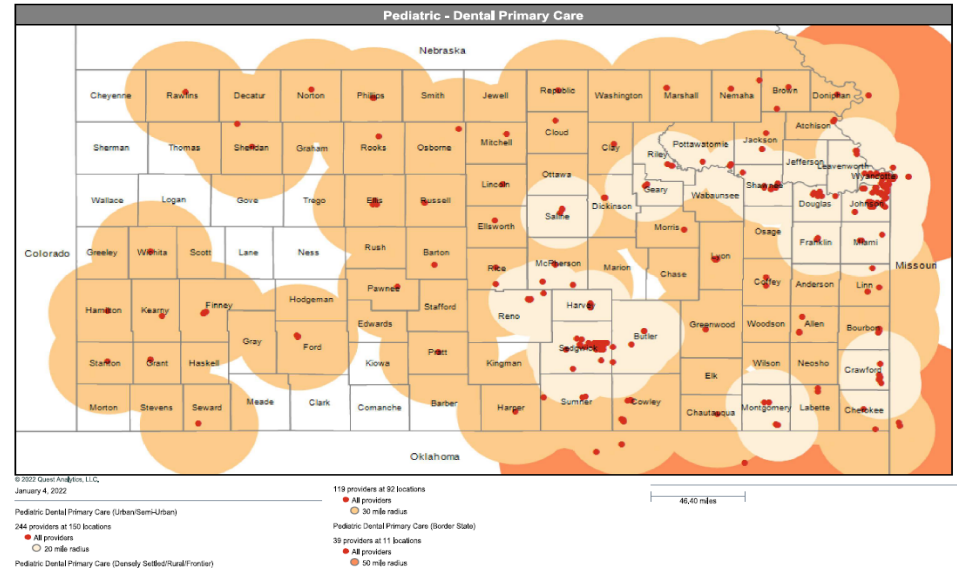 Pediatric - Dental Primary Care
Nebraska
Cheyenne Rawlins Decatur Norton Phillips Smith Jewell Republic Washington Marshall Nemaha Brown Doniphan
Sherman Thomas Sheridan Graham Rooks Osborne Mitchell Cloud Clay Riley Pottawatomie Jackson Atchison
Jefferson Leavenworth Wyandotte
Lincoln Ottawa
Wallace Logan Gove Trego Ellis Russell Saline Dickinson Geary Wabaunsee Shawnee Douglas Johnson
Ellsworth Morris Osage Franklin Miami
Colorado Greeley Wichita Scott Lane Ness Rush Barton Rice McPherson Marion Chase Lyon Coffey Anderson Linn Missouri
Pawnee
Hamilton Kearny Finney Hodgeman Stafford Reno Harvey
Gray Ford Edwards Sedgwick Butler Greenwood Woodson Allen Bourbon
Stanton Grant Haskell Kiowa Pratt Kingman Elk Wilson Neosho Crawford
Morton Stevens Seward Meade Clark Comanche Barber Harper Sumner Cowley Chautauqua Montgomery Labette Cherokee
Oklahoma
© 2022 Quest Analytics, LLC.
January 4, 2022
Pediatric Dental Primary Care (Urban/Semi-Urban)
244 providers at 150 locations
All providers
20 mile radius
Pediatric Dental Primary Care (Densely Settled/Rural/Frontier)
119 providers at 92 locations
All providers
30 mile radius
Pediatric Dental Primary Care (Border State)
39 providers at 11 locations
All providers
50 mile radius
46.40 miles